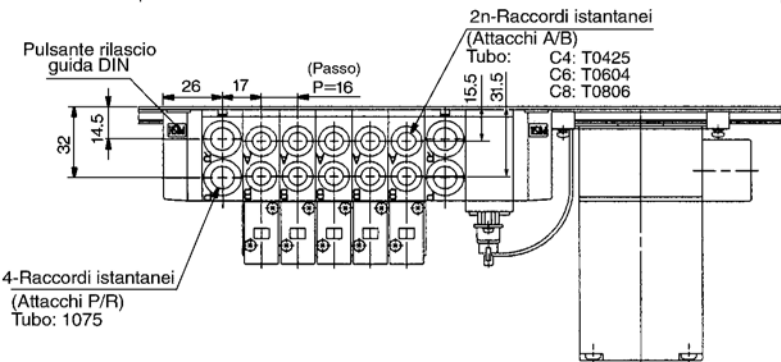 2n-Raccordi istantanei
(Attacchi A/B)
Tubo: C4: T0425
C6: T0604
C8: T0806
Pulsante rilascio
guida DIN
26
17
(Passo)
P=16
15.5
31.5
14.5
32
4-Raccordi istantanei
(Attacchi P/R)
Tubo: 1075